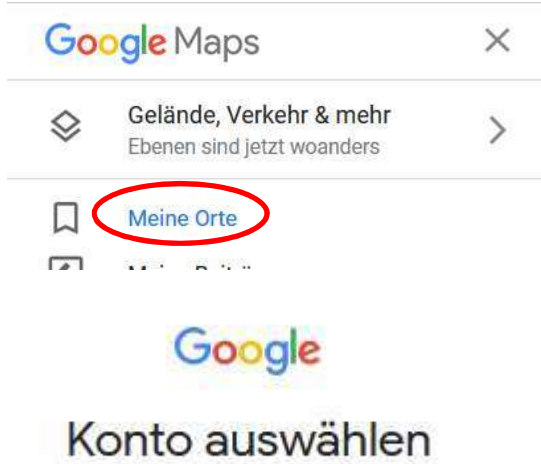 Google Maps
Gelände, Verkehr & mehr
Ebenen sind jetzt woanders
Meine Orte
Google
Konto auswählen